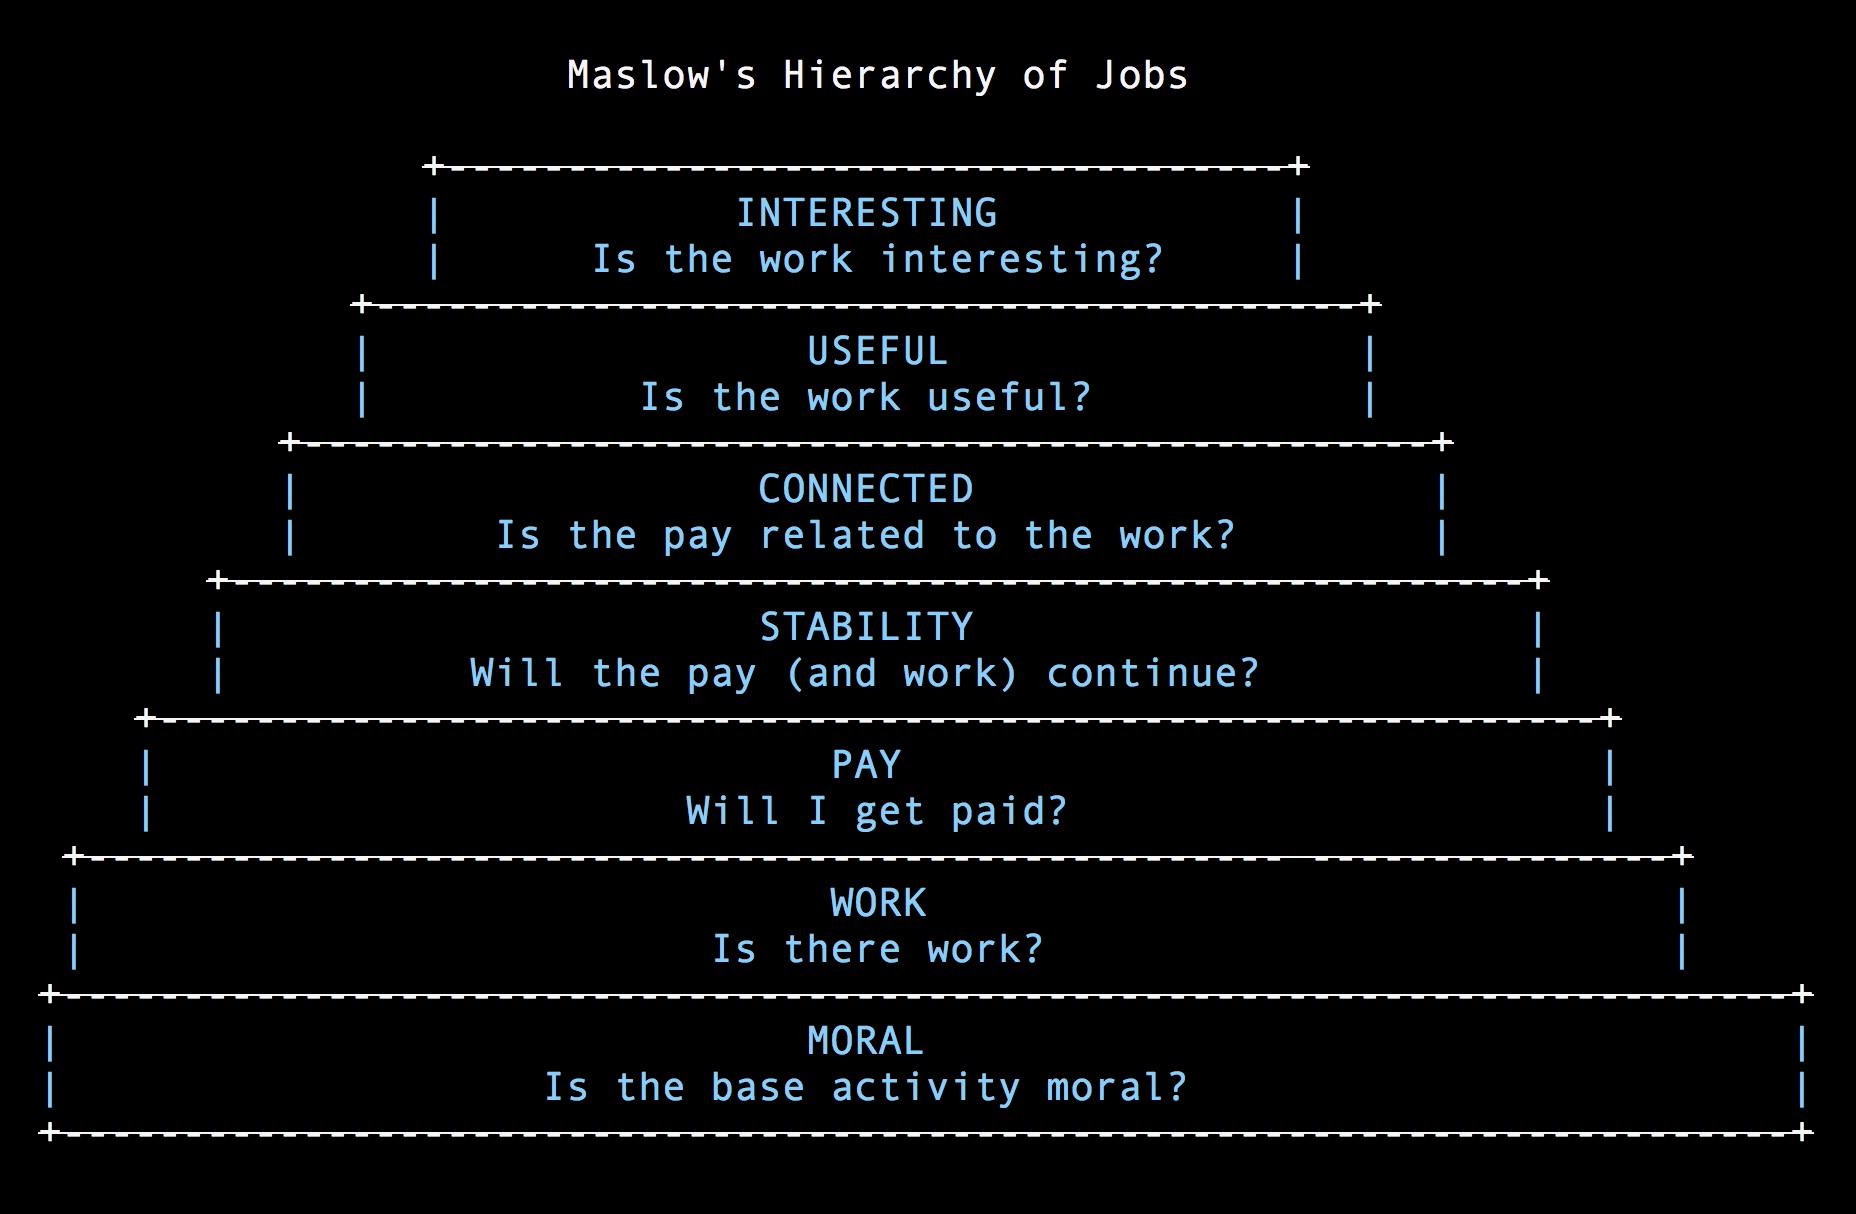 Maslow's Hierarchy of Jobs
INTERESTING
Is the work interesting?
USEFUL
Is the work useful?
CONNECTED
Is the pay related to the work?
STABILITY
Will the pay (and work) continue?
PAY
Will I get paid?
WORK
Is there work?
MORAL
Is the base activity moral?